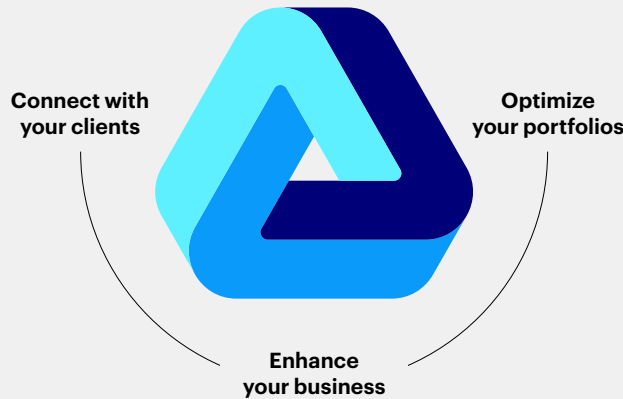 Connect with
your clients
Optimize
your portfolios
Enhance
your business